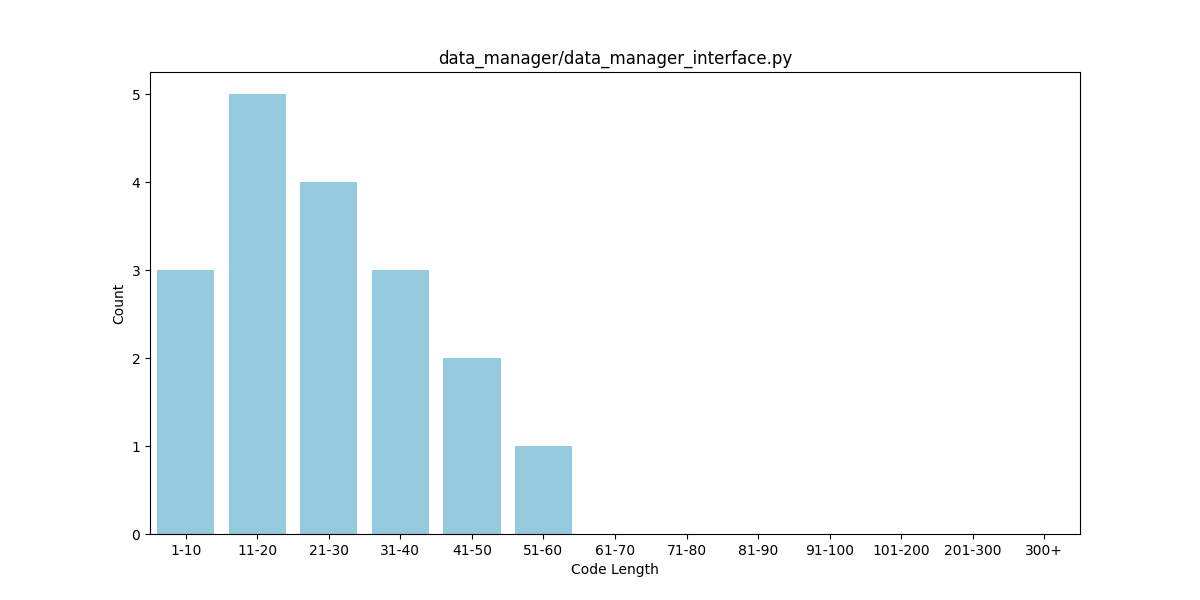 data_manager/data_manager_interface.py
5
4
3
2
1
0
Count
1-10 11-20 21-30 31-40 41-50 51-60 61-70 71-80 81-90 91-100 101-200 201-300 300+
Code Length